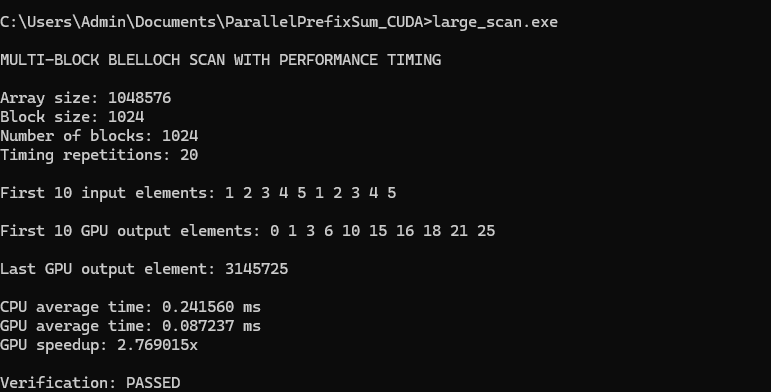 C:\Users\Admin\Documents\ParallelPrefixSum_CUDA>large_scan.exe
MULTI-BLOCK BLELLOCH SCAN WITH PERFORMANCE TIMING
Array size: 1048576
Block size: 1024
Number of blocks: 1024
Timing repetitions: 20
First 10 input elements: 1 2 3 4 5 1 2 3 4 5
First 10 GPU output elements: 0 1 3 6 10 15 16 18 21 25
Last GPU output element: 3145725
CPU average time: 0.241560 ms
GPU average time: 0.087237 ms
GPU speedup: 2.769015x
Verification: PASSED